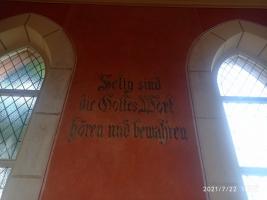 Selig sind
die Gottes Wort
hören und bewahren
2021/7/22